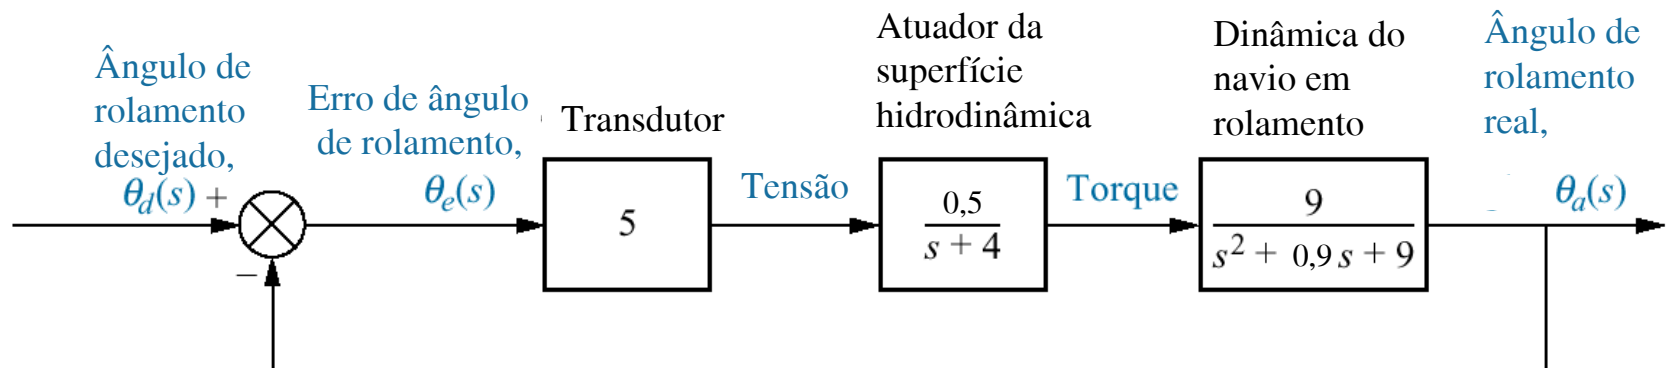 Ângulo de
rolamento
desejado,
θd(s) +
−
Erro de ângulo
de rolamento,
θe(s)
Transdutor
5
Tensão
Atuador da
superfície
hidrodinâmica
0,5
s + 4
Torque
Dinâmica do
navio em
rolamento
9
s² + 0,9 s + 9
Ângulo de
rolamento
real,
θa(s)